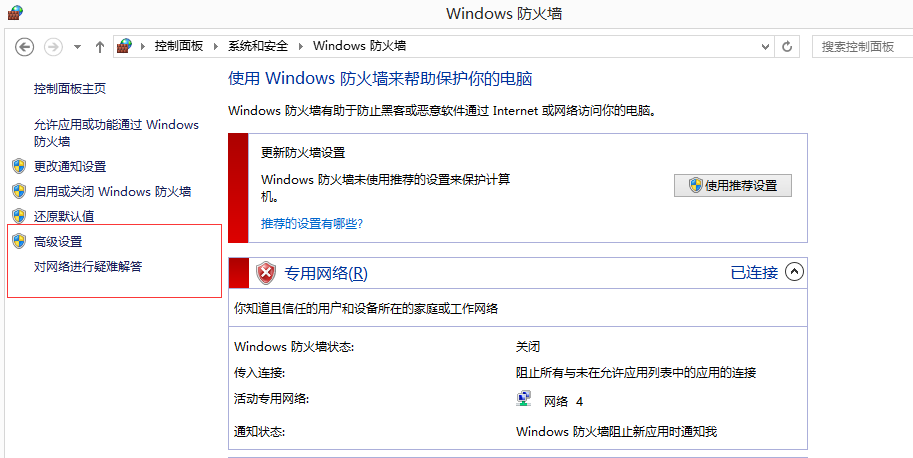 Windows 防火墙
控制面板 系统和安全 Windows 防火墙
搜索控制面板
控制面板主页
允许应用或功能通过 Windows
防火墙
更改通知设置
启用或关闭 Windows 防火墙
还原默认值
高级设置
对网络进行疑难解答
使用 Windows 防火墙来帮助保护你的电脑
Windows 防火墙有助于防止黑客或恶意软件通过 Internet 或网络访问你的电脑。
更新防火墙设置
Windows 防火墙未使用推荐的设置来保护计算
机。
使用推荐设置
推荐的设置有哪些?
专用网络(R) 已连接
你知道且信任的用户和设备所在的家庭或工作网络
Windows 防火墙状态: 关闭
传入连接: 阻止所有与未在允许应用列表中的应用的连接
活动专用网络: 网络 4
通知状态: Windows 防火墙阻止新应用时通知我